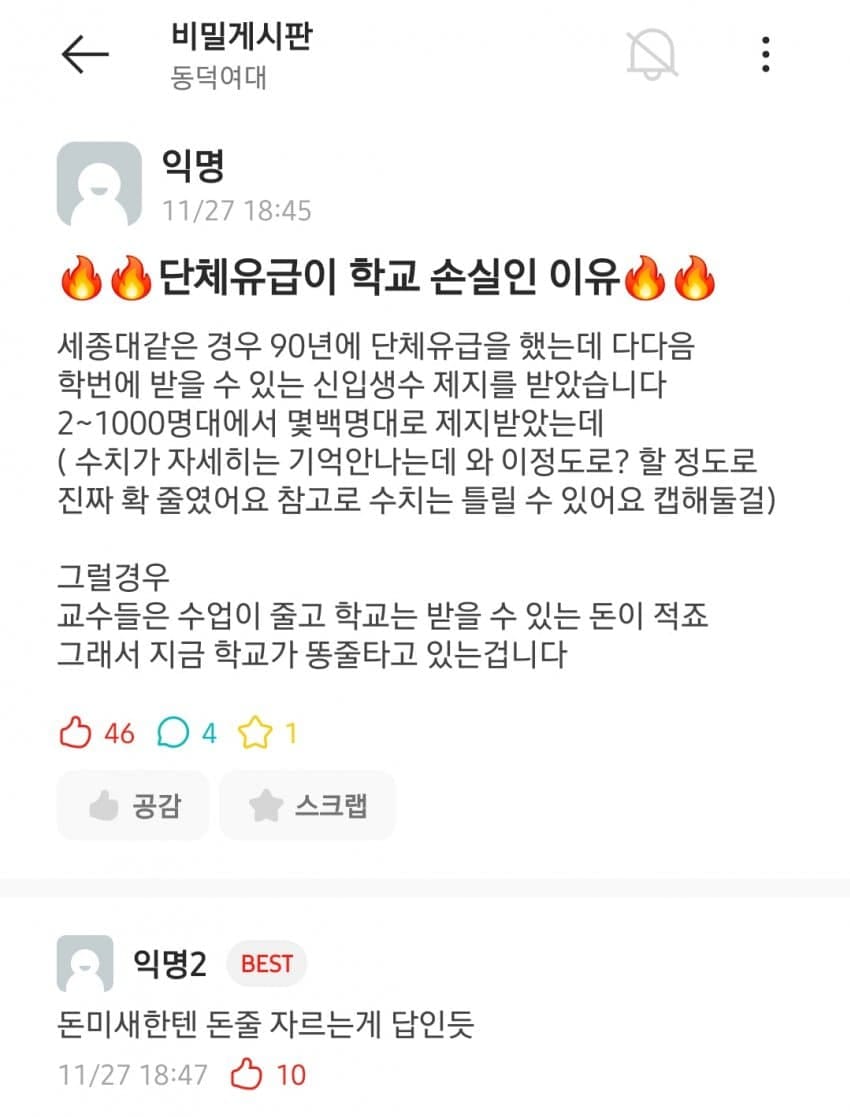 비밀게시판
동덕여대
익명
11/27 18:45
🔥🔥단체유급이 학교 손실인 이유🔥🔥
세종대같은 경우 90년에 단체유급을 했는데 다다음
학번에 받을 수 있는 신입생수 제지를 받았습니다
2~1000명대에서 몇백명대로 제지받았는데
( 수치가 자세히는 기억안나는데 와 이정도로? 할 정도로
진짜 확 줄였어요 참고로 수치는 틀릴 수 있어요 캡해둘걸)
그럴경우
교수들은 수업이 줄고 학교는 받을 수 있는 돈이 적죠
그래서 지금 학교가 똥줄타고 있는겁니다
46 4 1
공감 스크랩
익명2 BEST
돈미새한텐 돈줄 자르는게 답인듯
11/27 18:47 10